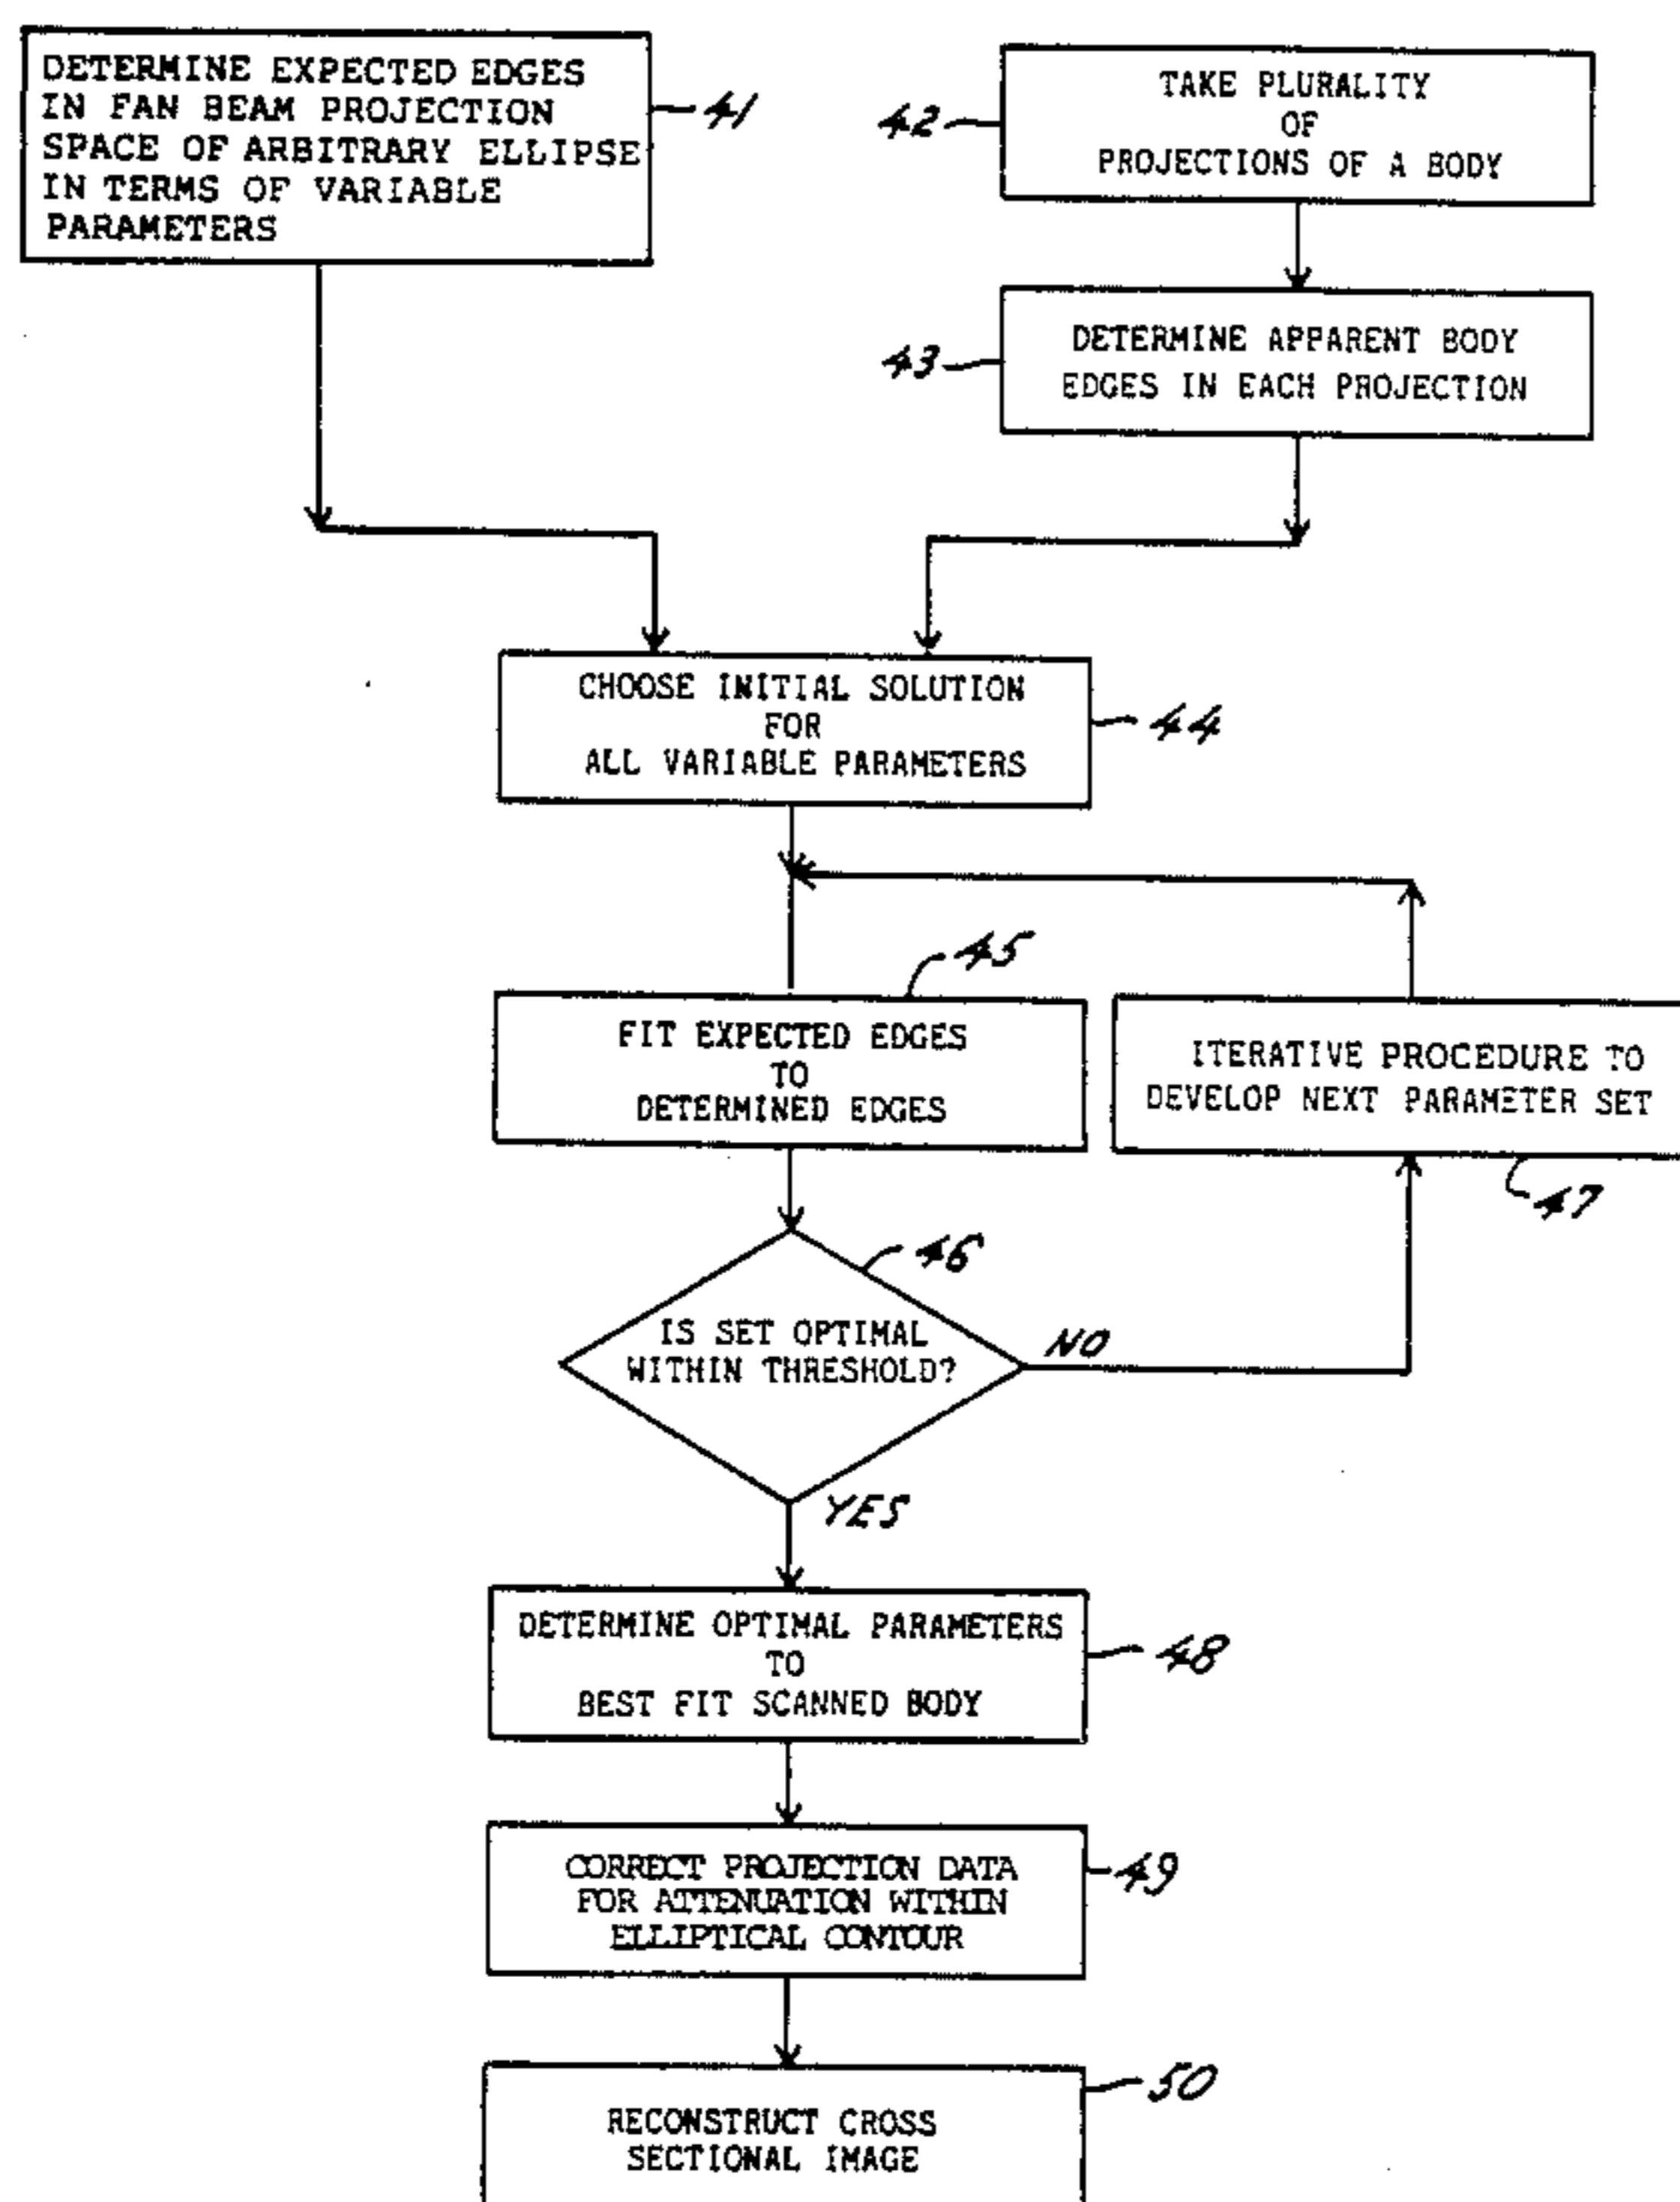 DETERMINE EXPECTED EDGES
IN FAN BEAM PROJECTION
SPACE OF ARBITRARY ELLIPSE
IN TERMS OF VARIABLE
PARAMETERS
41
42
TAKE PLURALITY
OF
PROJECTIONS OF A BODY
43
DETERMINE APPARENT BODY
EDGES IN EACH PROJECTION
CHOOSE INITIAL SOLUTION
FOR
ALL VARIABLE PARAMETERS
44
45
FIT EXPECTED EDGES
TO
DETERMINED EDGES
ITERATIVE PROCEDURE TO
DEVELOP NEXT PARAMETER SET
47
46
IS SET OPTIMAL
WITHIN THRESHOLD?
NO
YES
DETERMINE OPTIMAL PARAMETERS
TO
BEST FIT SCANNED BODY
48
CORRECT PROJECTION DATA
FOR ATTENUATION WITHIN
ELLIPTICAL CONTOUR
49
50
RECONSTRUCT CROSS
SECTIONAL IMAGE